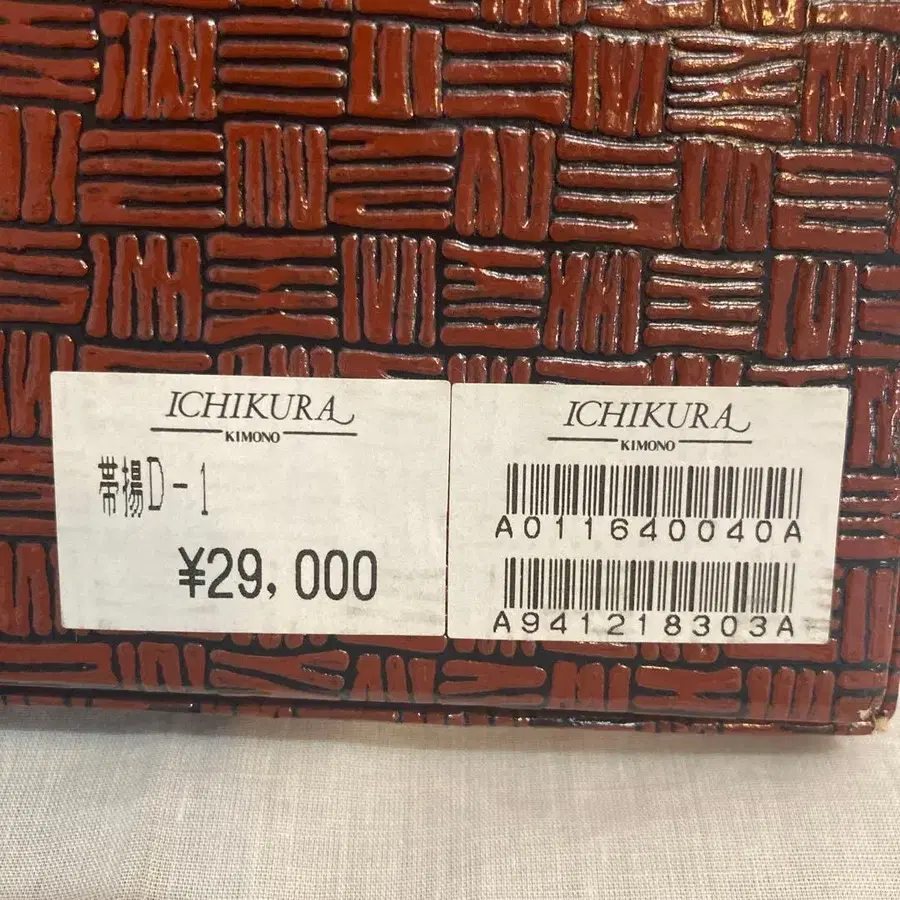 ICHIKURA
KIMONO
帯揚D-1
¥29,000
ICHIKURA
KIMONO
A011640040A
A941218303A